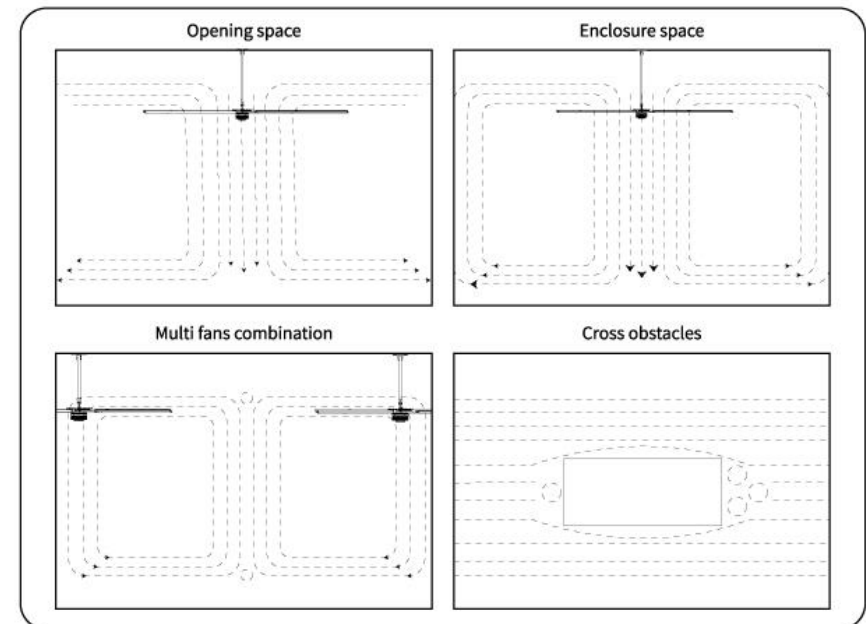 Opening space
Enclosure space
Multi fans combination
Cross obstacles